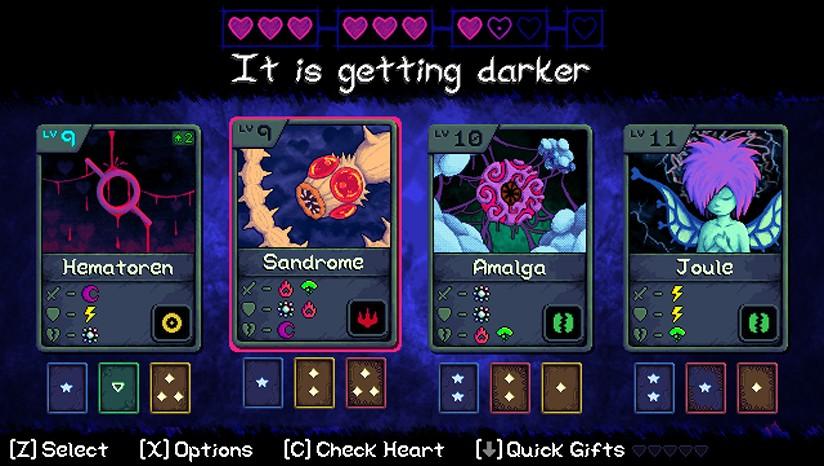 It is getting darker
LV 9
2
LV 9
LV 10
LV 11
Hematoren
Sandrome
Amalga
Joule
[Z] Select [X] Options [C] Check Heart [↓] Quick Gifts